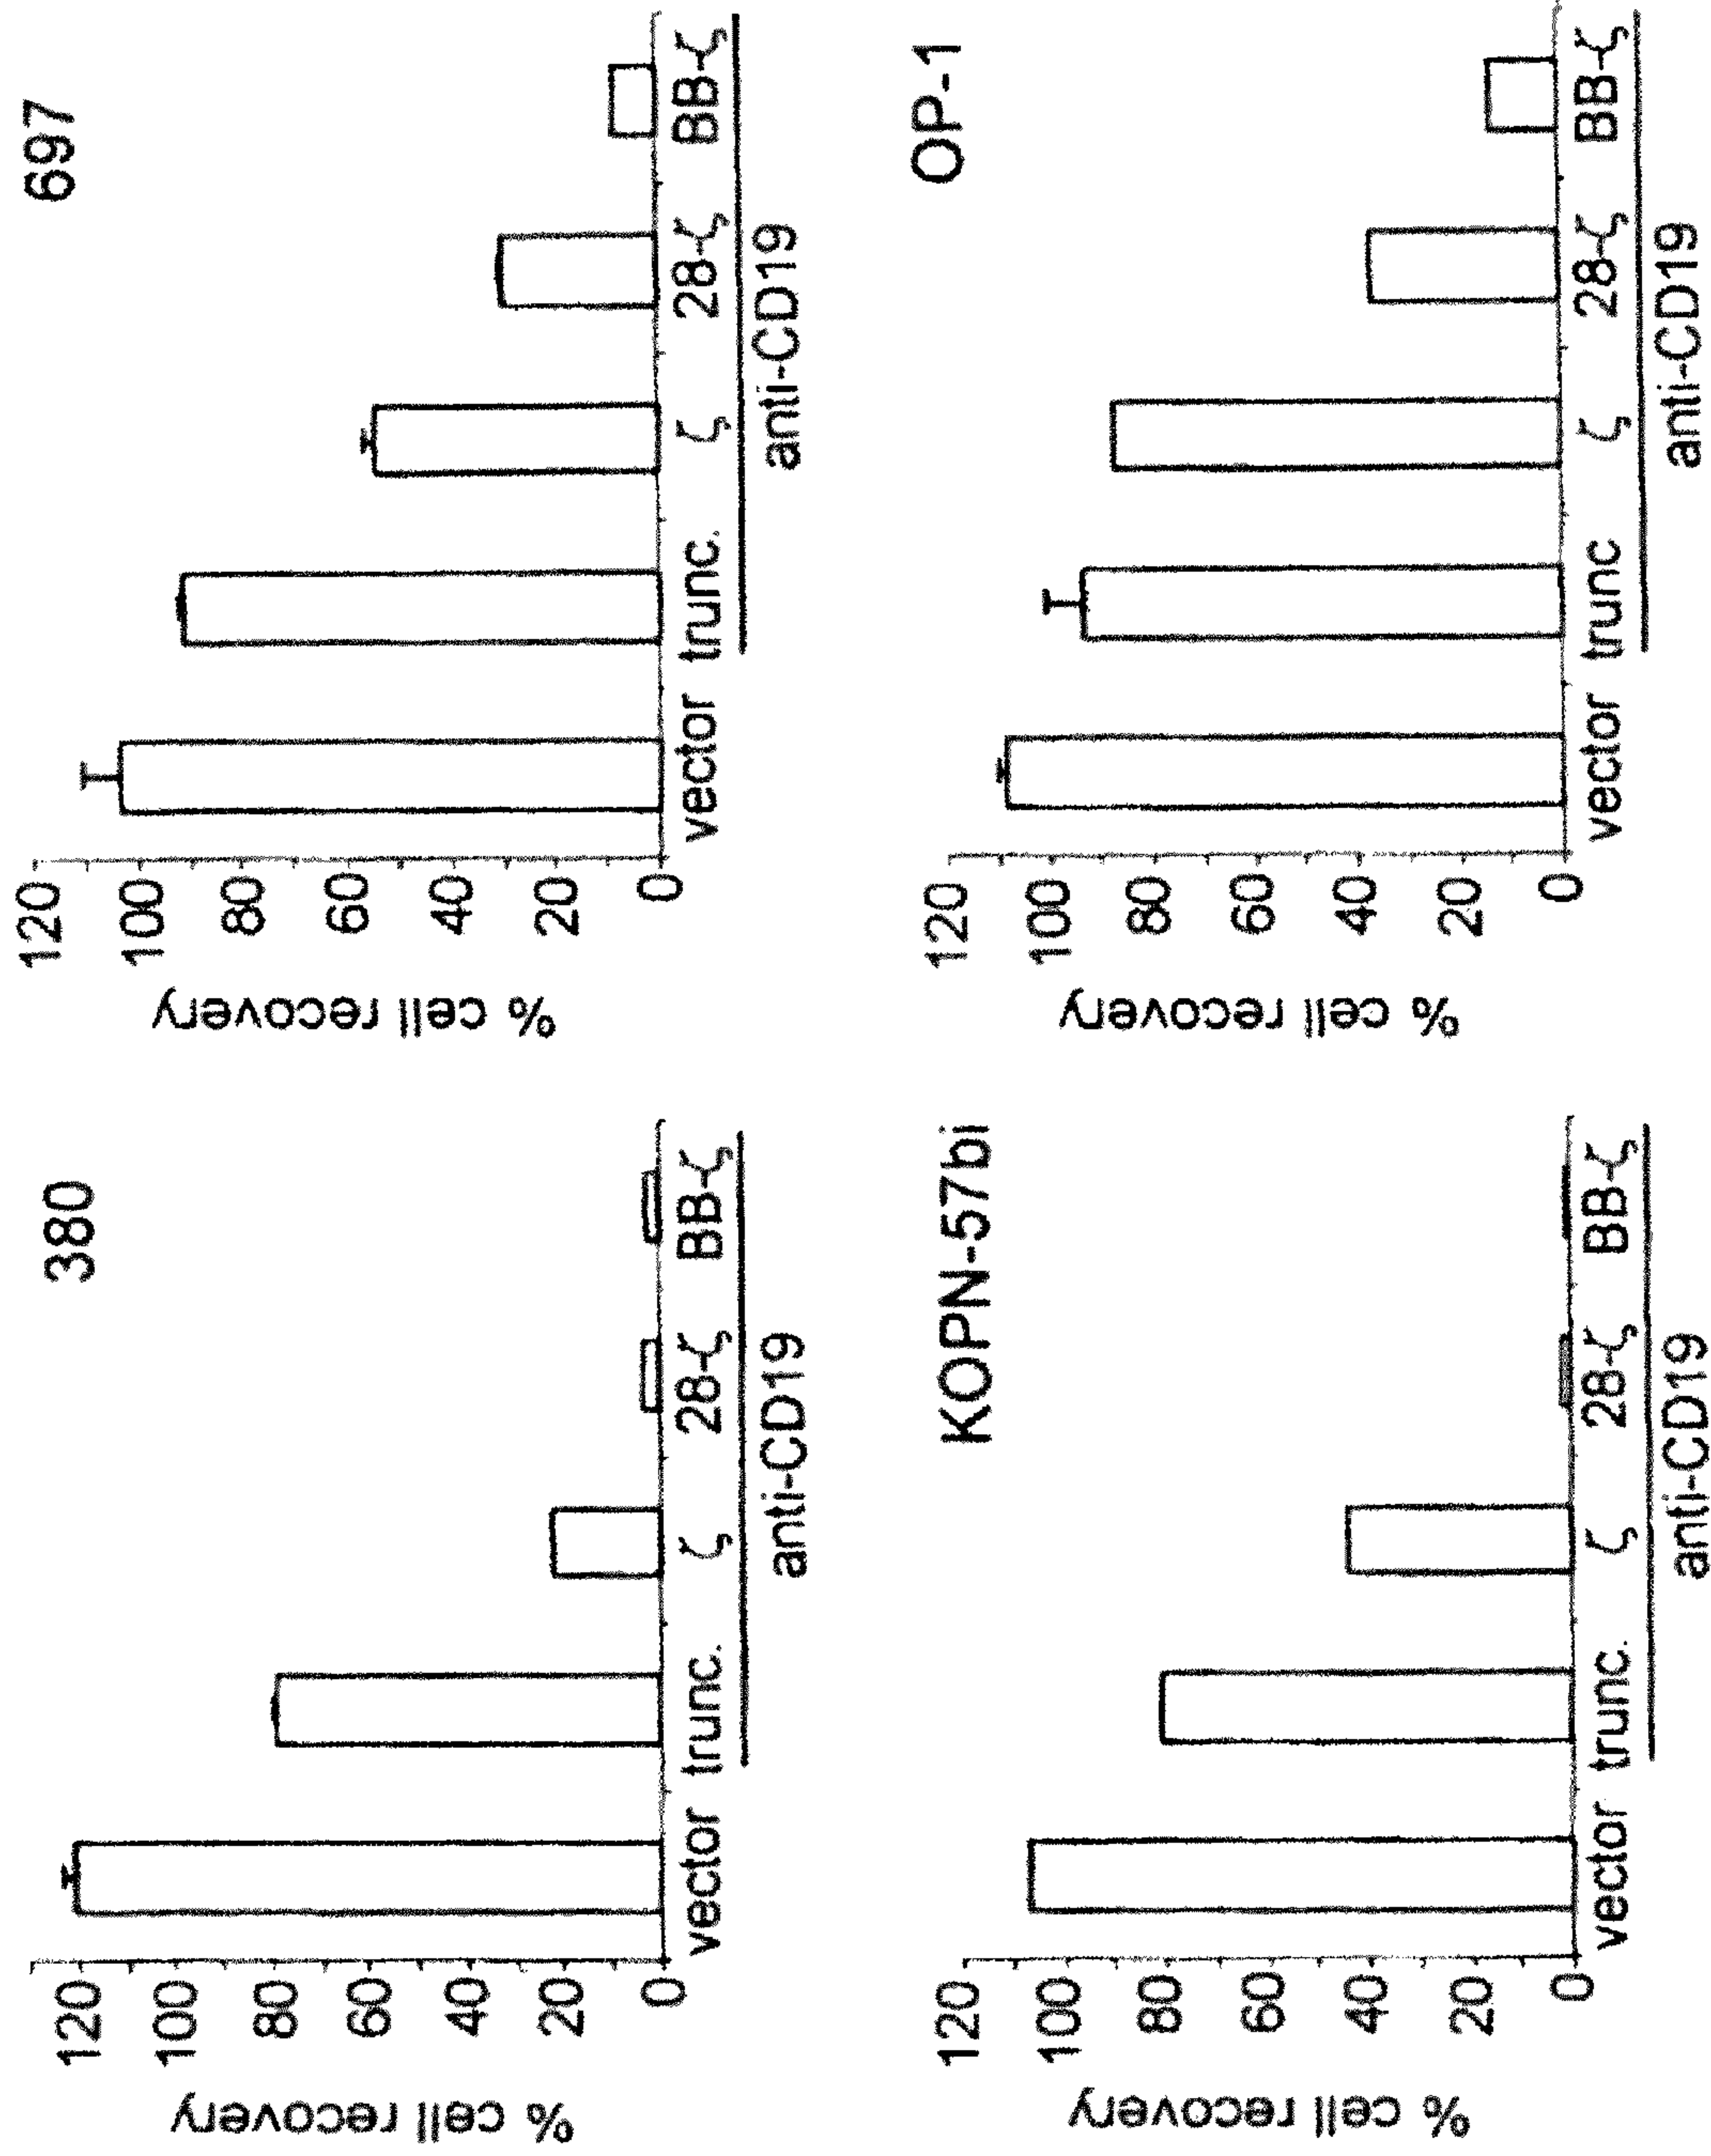 380
% cell recovery
120
100
80
60
40
20
0
vector trunc. ζ 28-ζ BB-ζ
anti-CD19
697
% cell recovery
120
100
80
60
40
20
0
vector trunc. ζ 28-ζ BB-ζ
anti-CD19
KOPN-57bi
% cell recovery
120
100
80
60
40
20
0
vector trunc. ζ 28-ζ BB-ζ
anti-CD19
OP-1
% cell recovery
120
100
80
60
40
20
0
vector trunc ζ 28-ζ BB-ζ
anti-CD19